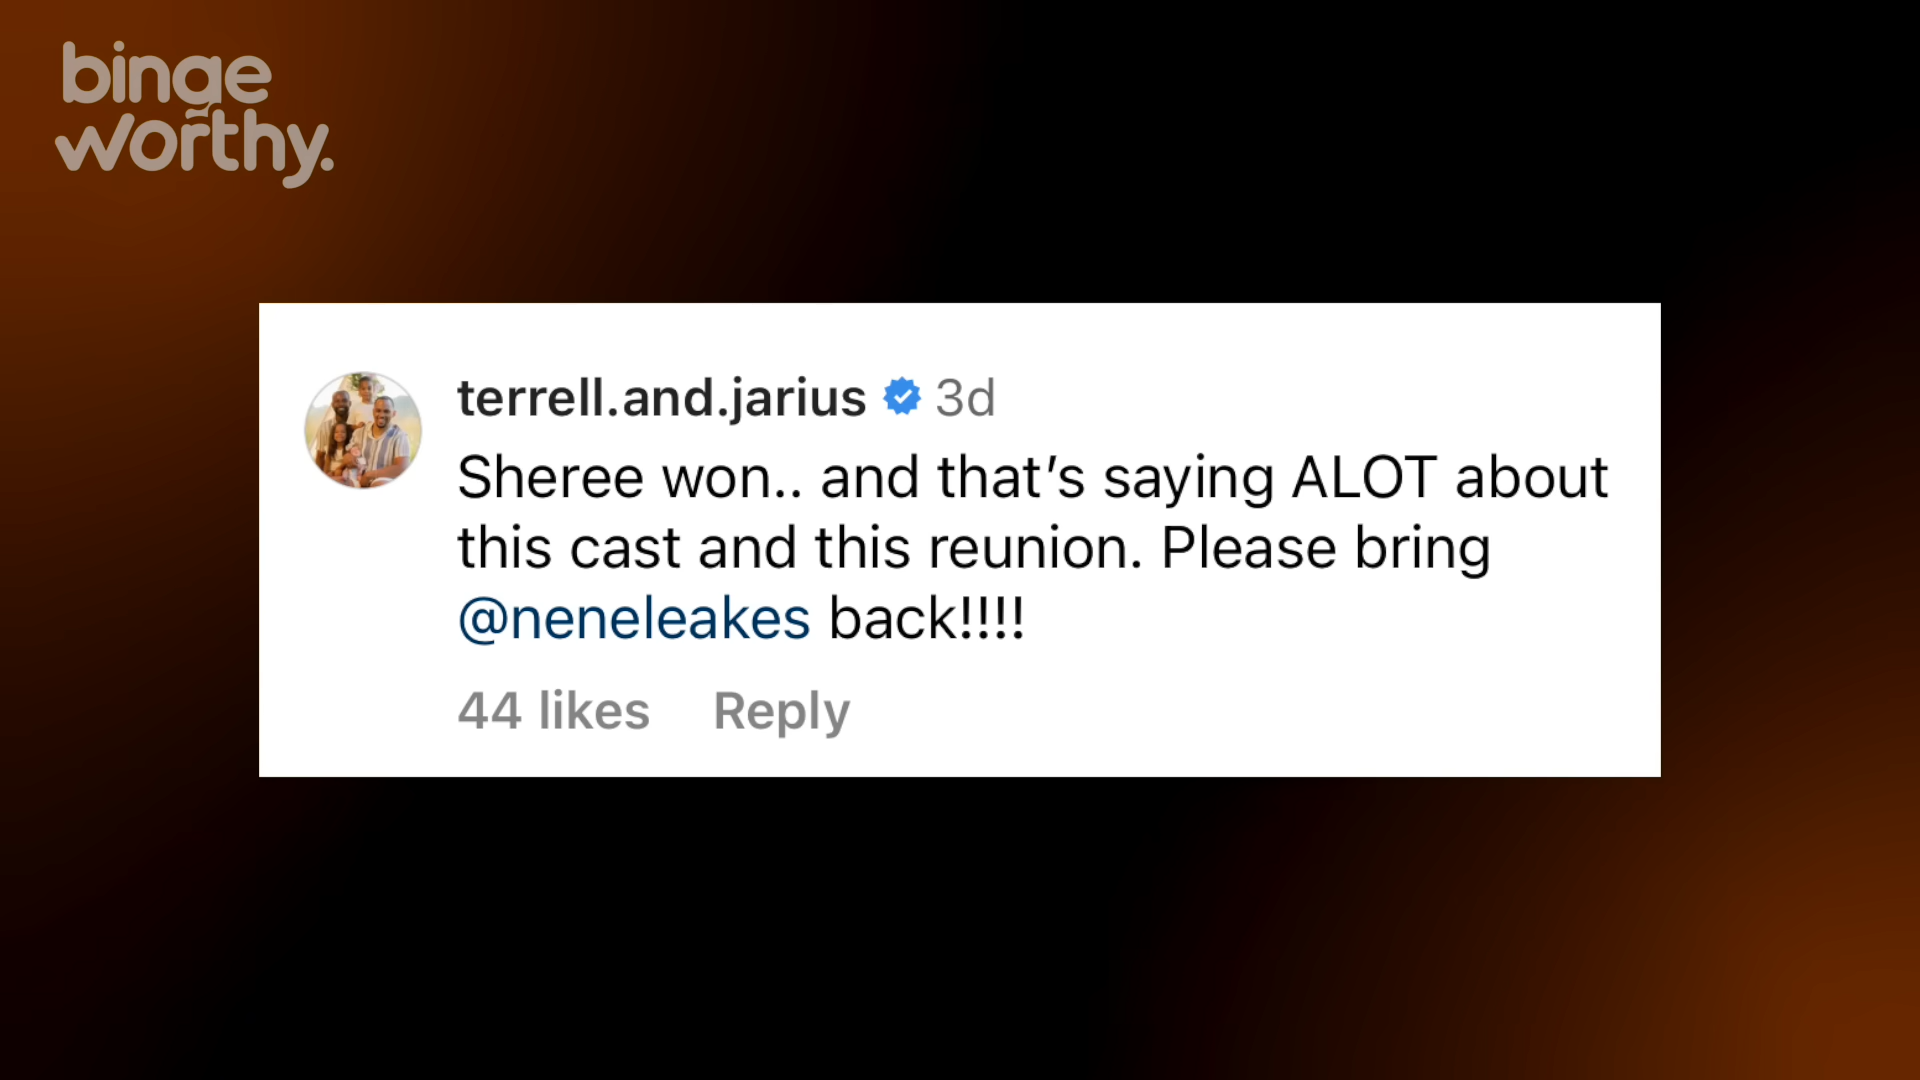 binge
worthy.
terrell.and.jarius 3d
Sheree won.. and that’s saying ALOT about
this cast and this reunion. Please bring
@neneleakes back!!!!
44 likes Reply